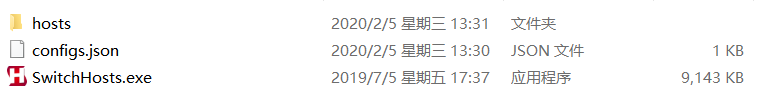 hosts 2020/2/5 星期三 13:31 文件夹
configs.json 2020/2/5 星期三 13:30 JSON 文件 1 KB
SwitchHosts.exe 2019/7/5 星期五 17:37 应用程序 9,143 KB